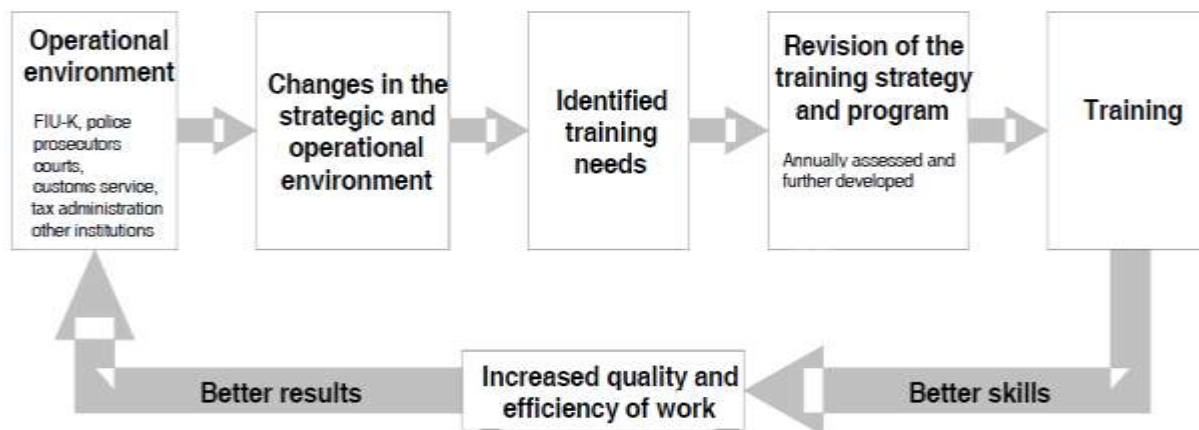 Operational
environment
FIU-K, police
prosecutors
courts,
customs service,
tax administration
other institutions
Changes in the
strategic and
operational
environment
Identified
training
needs
Revision of the
training strategy
and program
Annually assessed and
further developed
Training
Better results
Increased quality and
efficiency of work
Better skills